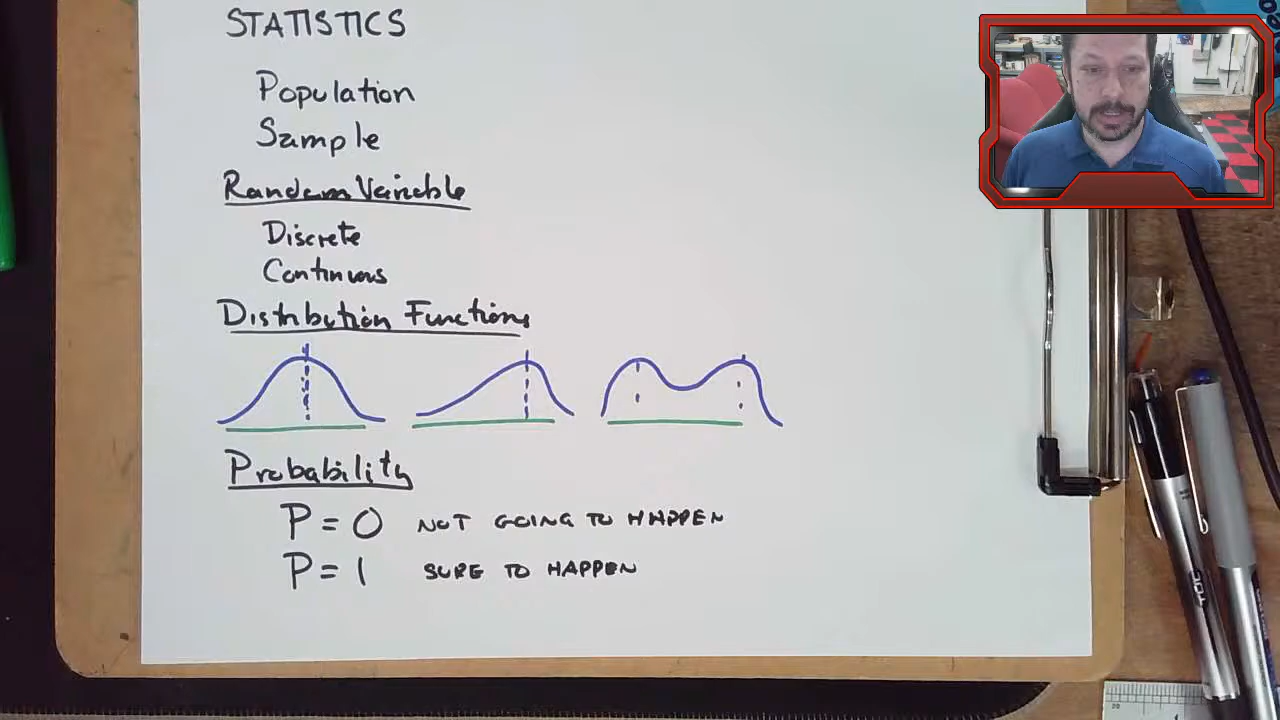 STATISTICS
Population
Sample
Random Variable
Discrete
Continuous
Distribution Functions
Probability
P = 0 NOT GOING TO HAPPEN
P = 1 SURE TO HAPPEN